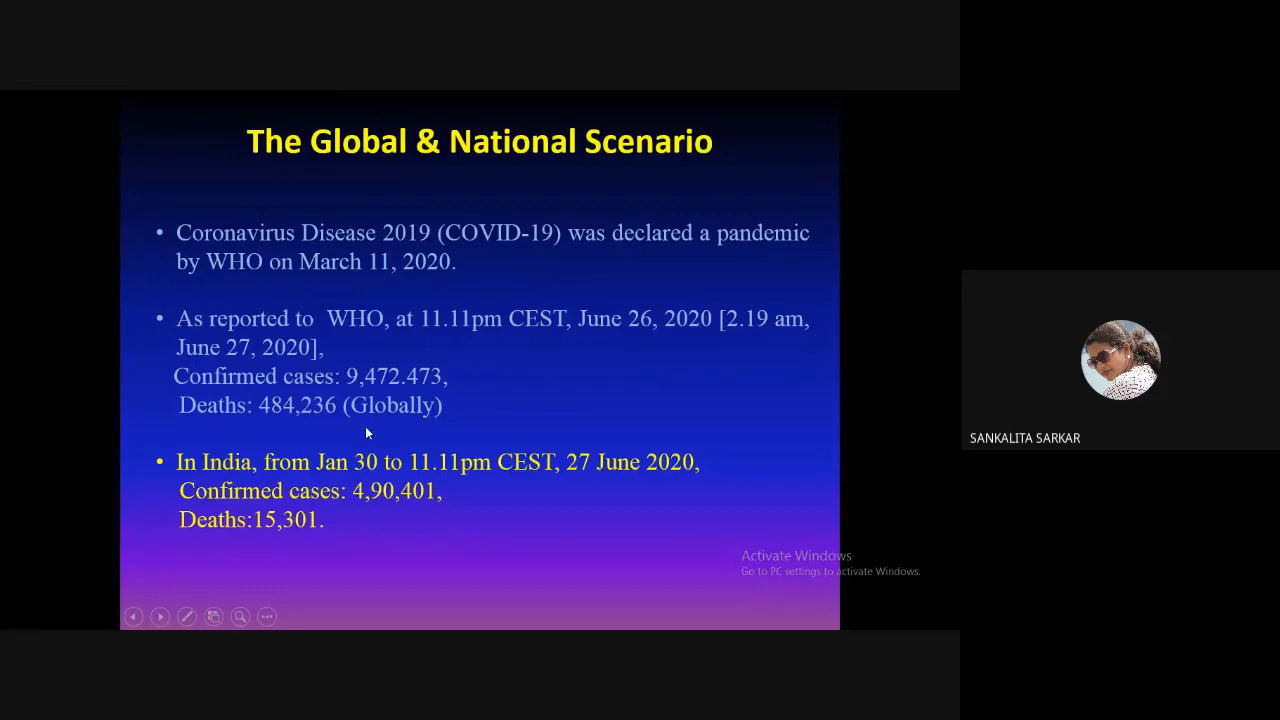 The Global & National Scenario
• Coronavirus Disease 2019 (COVID-19) was declared a pandemic
by WHO on March 11, 2020.
• As reported to WHO, at 11.11pm CEST, June 26, 2020 [2.19 am,
June 27, 2020],
Confirmed cases: 9,472.473,
Deaths: 484,236 (Globally)
• In India, from Jan 30 to 11.11pm CEST, 27 June 2020,
Confirmed cases: 4,90,401,
Deaths:15,301.
Activate Windows
Go to PC settings to activate Windows.
SANKALITA SARKAR